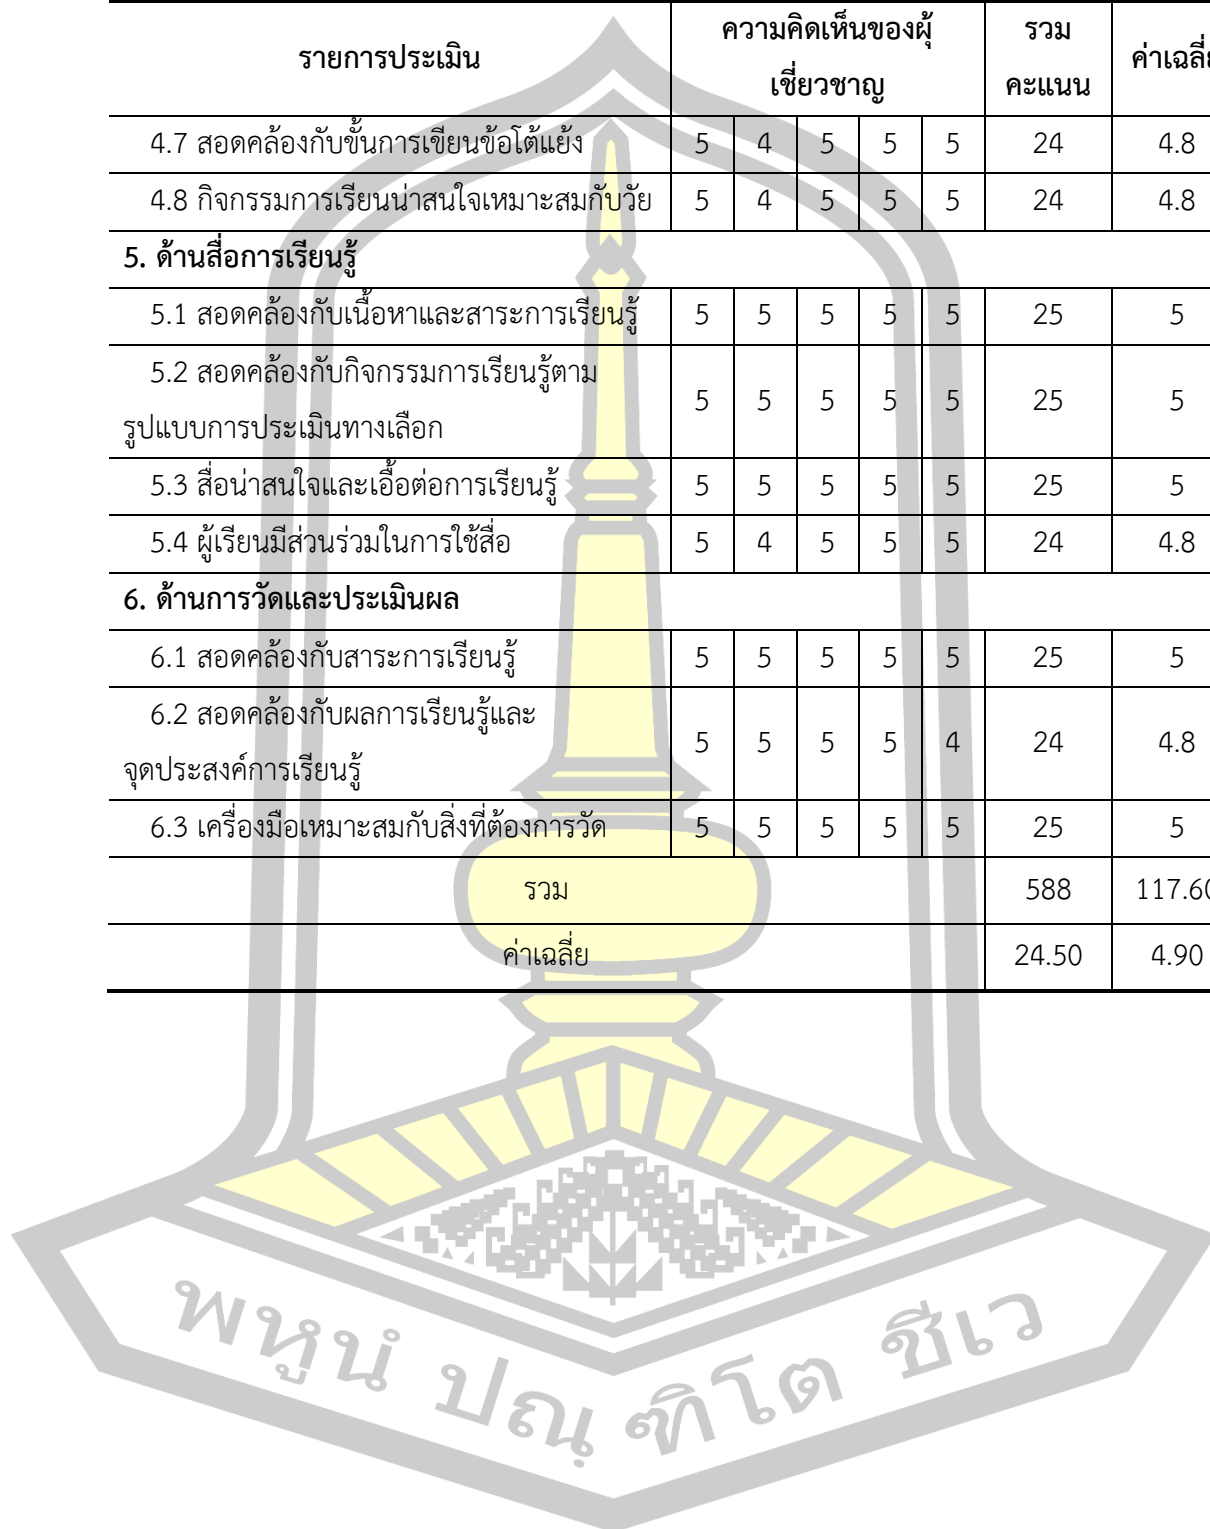 รายการประเมิน ความคิดเห็นของผุ้ รวม
เชี่ยวชาญ คะแนน ค่าเฉลี่ย
4.7 สอดคล้องกับขั้นการเขียนข้อโต้แย้ง 5 4 5 5 5 24 4.8
4.8 กิจกรรมการเรียนน่าสนใจเหมาะสมกับวัย 5 4 5 5 5 24 4.8
5. ด้านสื่อการเรียนรู้
5.1 สอดคล้องกับเนื้อหาและสาระการเรียนรู้ 5 5 5 5 5 25 5
5.2 สอดคล้องกับกิจกรรมการเรียนรู้ตาม
รูปแบบการประเมินทางเลือก 5 5 5 5 5 25 5
5.3 สื่อน่าสนใจและเอื้อต่อการเรียนรู้ 5 5 5 5 5 25 5
5.4 ผู้เรียนมีส่วนร่วมในการใช้สื่อ 5 4 5 5 5 24 4.8
6. ด้านการวัดและประเมินผล
6.1 สอดคล้องกับสาระการเรียนรู้ 5 5 5 5 5 25 5
6.2 สอดคล้องกับผลการเรียนรู้และ
จุดประสงค์การเรียนรู้ 5 5 5 5 4 24 4.8
6.3 เครื่องมือเหมาะสมกับสิ่งที่ต้องการวัด 5 5 5 5 5 25 5
รวม 588 117.60
ค่าเฉลี่ย 24.50 4.90
พหูนํ ปณฺฑิโต ชีเว